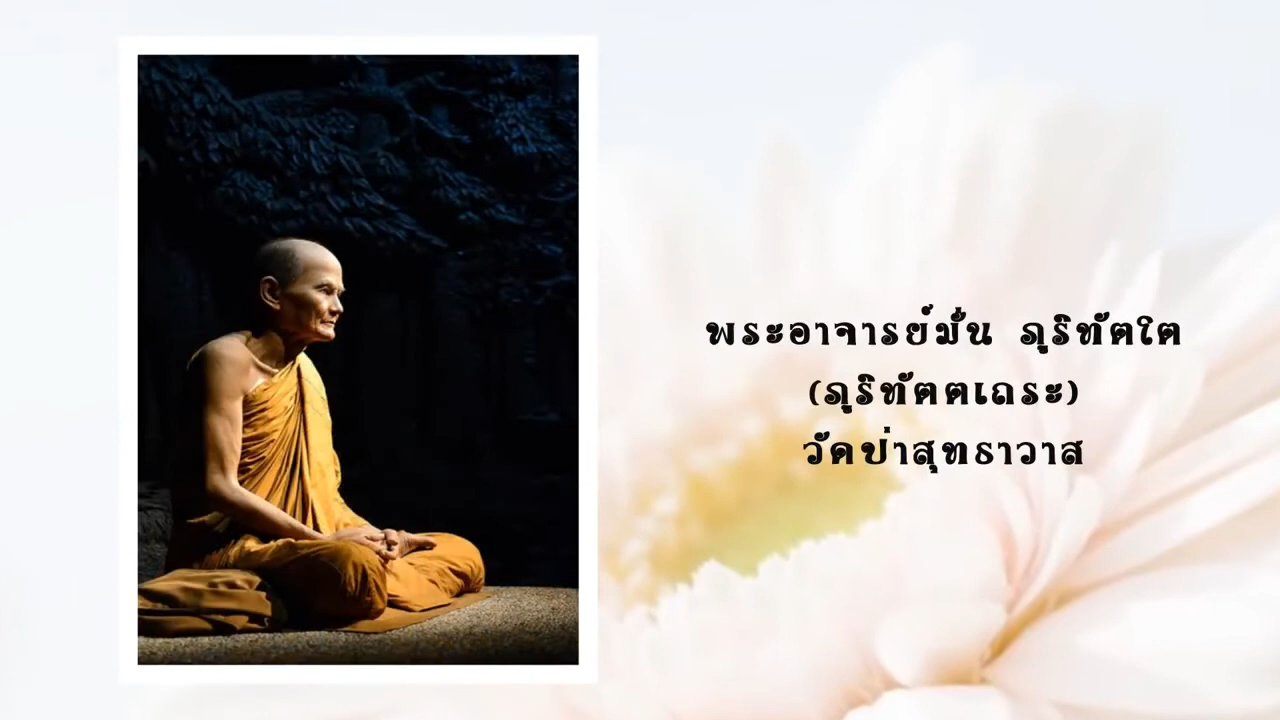 พระอาจารย์มั่น ภูริทัตโต
(ภูริทัตตเถระ)
วัดป่าสุทธาวาส